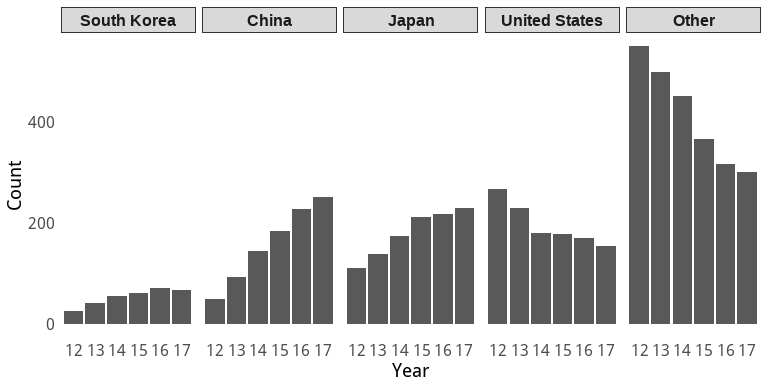 South Korea China Japan United States Other
400
200
0
Count
12 13 14 15 16 17 12 13 14 15 16 17 12 13 14 15 16 17 12 13 14 15 16 17 12 13 14 15 16 17
Year